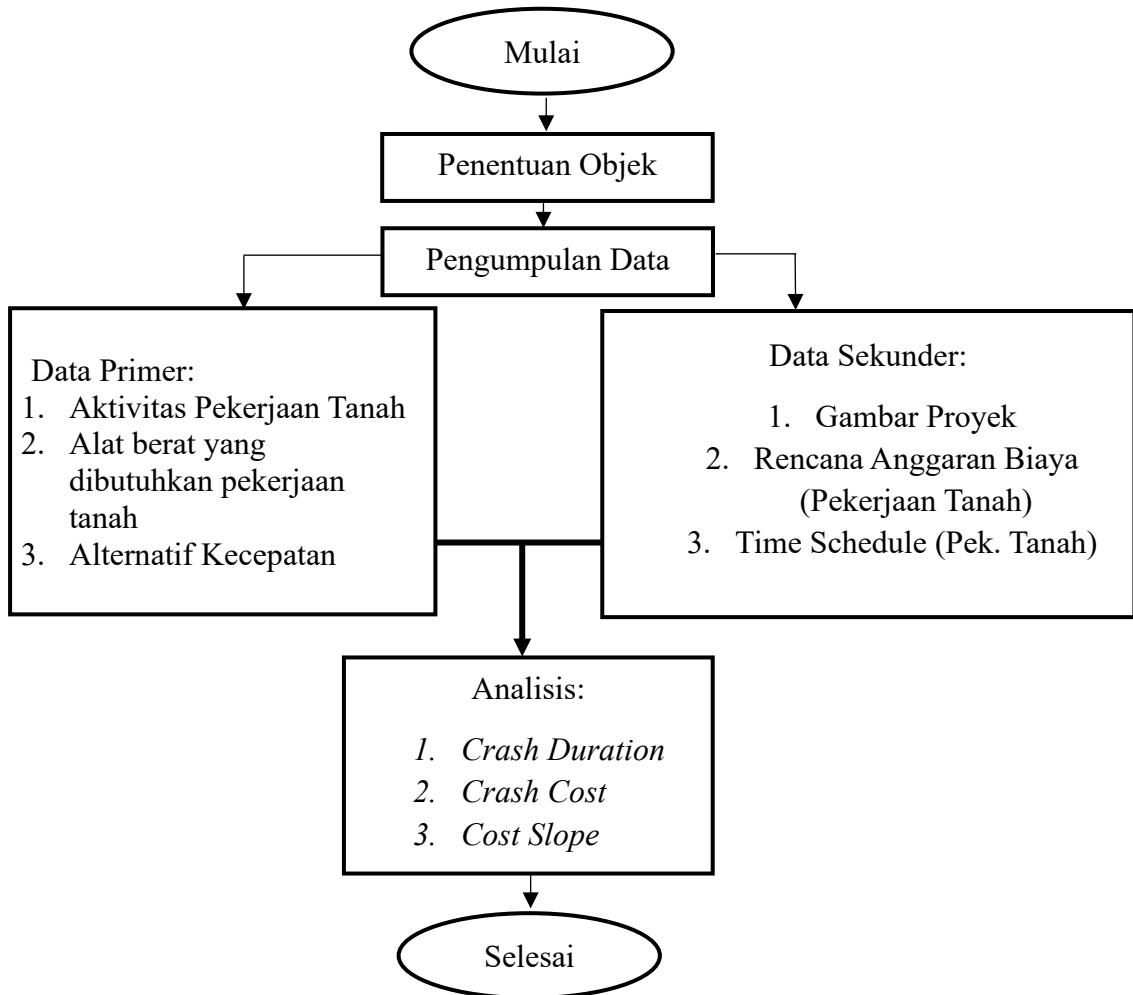 Mulai
Penentuan Objek
Pengumpulan Data
Data Primer:
1. Aktivitas Pekerjaan Tanah
2. Alat berat yang
dibutuhkan pekerjaan
tanah
3. Alternatif Kecepatan
Data Sekunder:
1. Gambar Proyek
2. Rencana Anggaran Biaya
(Pekerjaan Tanah)
3. Time Schedule (Pek. Tanah)
Analisis:
1. Crash Duration
2. Crash Cost
3. Cost Slope
Selesai